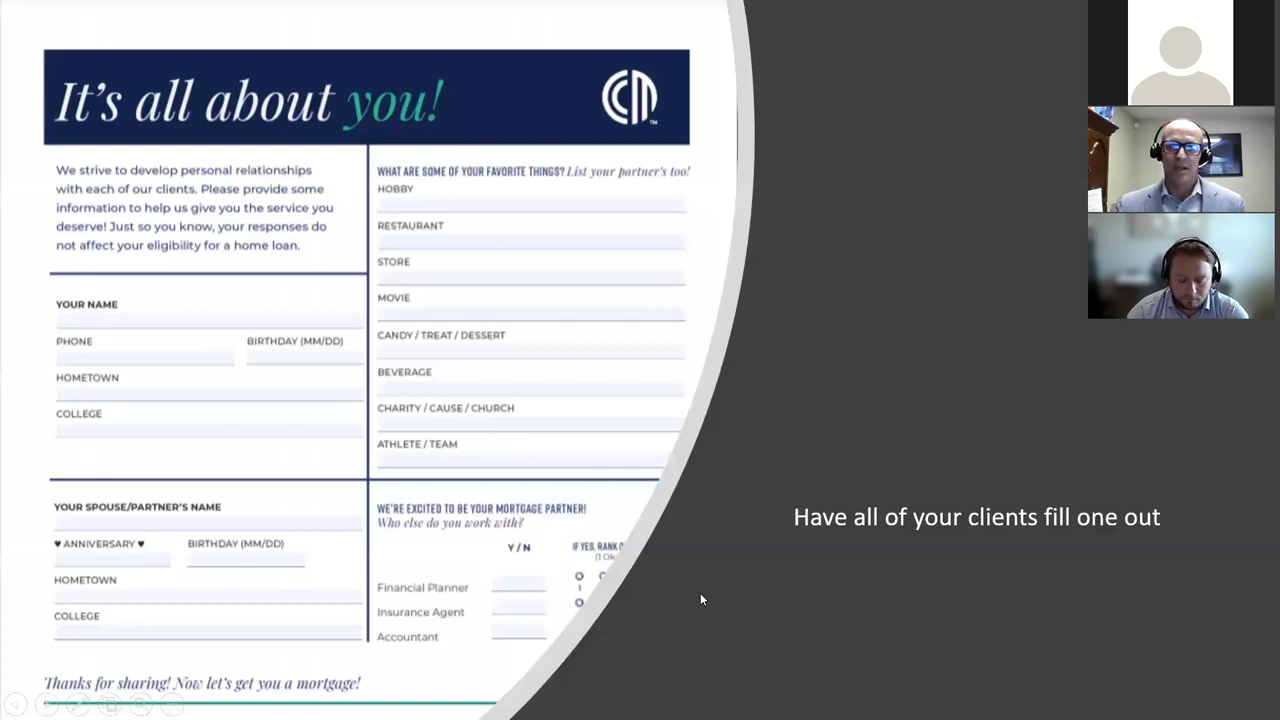 It's all about you!
CM
TM
We strive to develop personal relationships
with each of our clients. Please provide some
information to help us give you the service you
deserve! Just so you know, your responses do
not affect your eligibility for a home loan.
YOUR NAME
PHONE BIRTHDAY (MM/DD)
HOMETOWN
COLLEGE
WHAT ARE SOME OF YOUR FAVORITE THINGS? List your partner's too!
HOBBY
RESTAURANT
STORE
MOVIE
CANDY / TREAT / DESSERT
BEVERAGE
CHARITY / CAUSE / CHURCH
ATHLETE / TEAM
YOUR SPOUSE/PARTNER'S NAME
♥ ANNIVERSARY ♥ BIRTHDAY (MM/DD)
HOMETOWN
COLLEGE
WE'RE EXCITED TO BE YOUR MORTGAGE PARTNER!
Who else do you work with?
Y / N IF YES, RANK
Financial Planner
Insurance Agent
Accountant
Thanks for sharing! Now let's get you a mortgage!
Have all of your clients fill one out